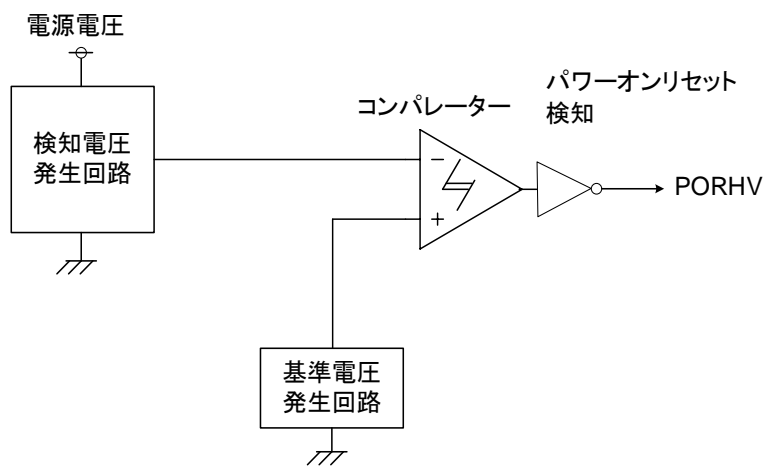 電源電圧
検知電圧
発生回路
コンパレーター
パワーオンリセット
検知
−
+
PORHV
基準電圧
発生回路